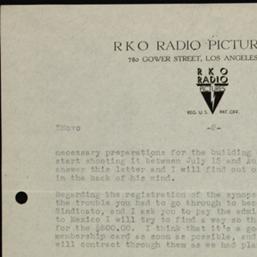 RKO RADIO PICTUR
780 GOWER STREET, LOS ANGELES
RKO
RADIO
PICTURES
REG. U.S. PAT. OFF.
-2-
necessary preparations for the building
start shooting it between July 15 and Au
answer this letter and I will find out o
in the back of his mind.
Regarding the registration of the synops
the trouble you had to go through to bec
Sindicato, and I ask you to pay the admi
to Mexico I will try to find a way so th
for the $500.00. I think that it's a goo
membership card as soon as possible, and
will contract through them as we had pla